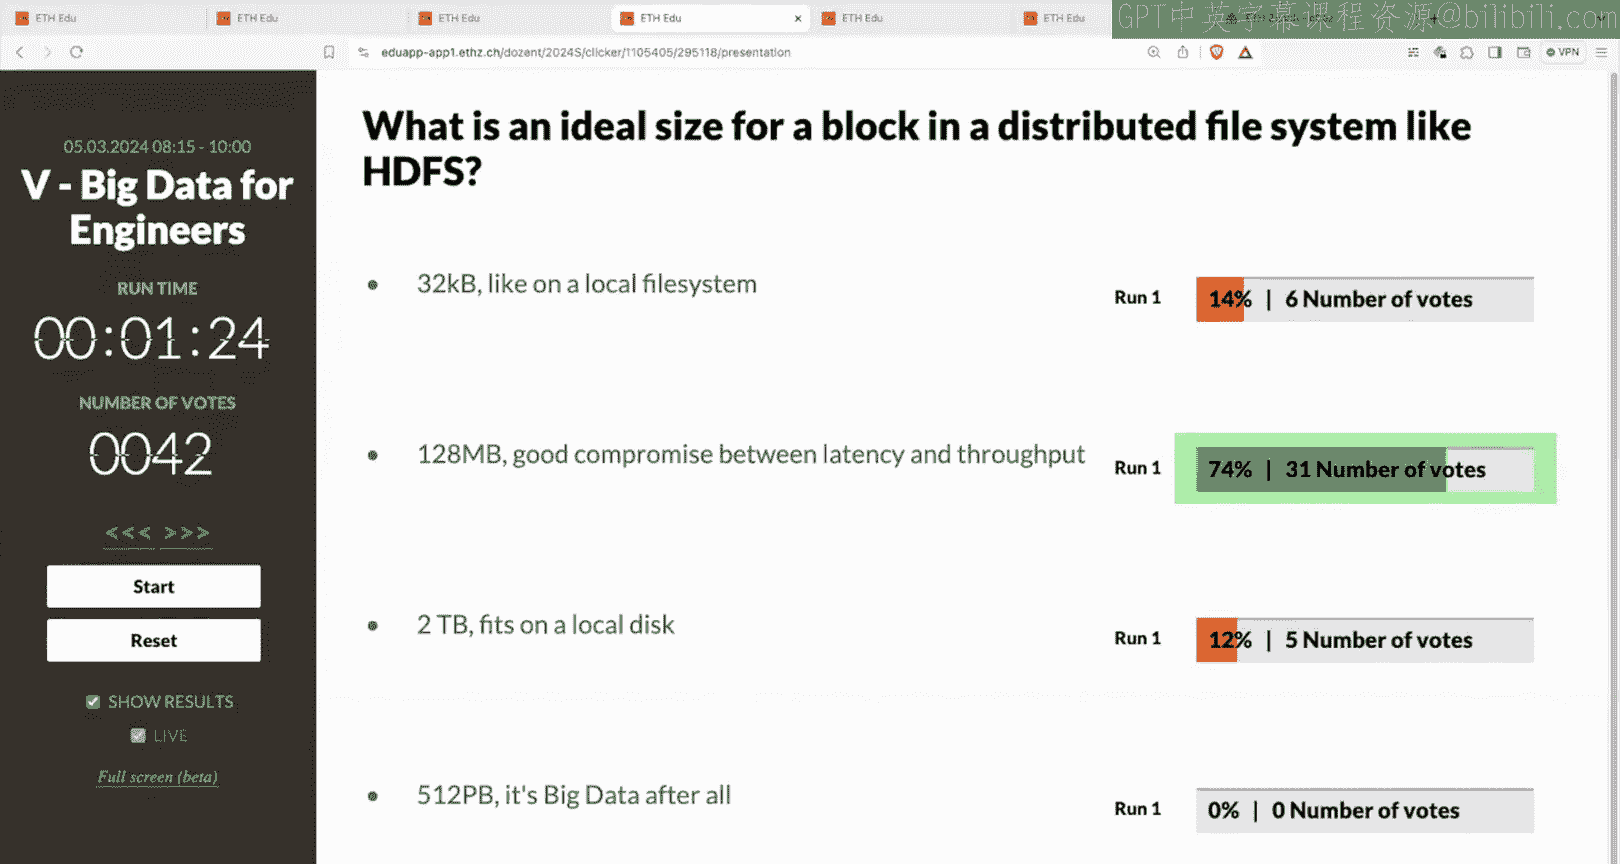 ETH Edu
ETH Edu
ETH Edu
ETH Edu
ETH Edu
ETH Edu
GPT中英字幕课程资源@bilibili.com
eduapp-app1.ethz.ch/dozent/2024S/clicker/1105405/295118/presentation
VPN
05.03.2024 08:15 - 10:00
V - Big Data for
Engineers
RUN TIME
00:01:24
NUMBER OF VOTES
0042
<<< >>>
Start
Reset
SHOW RESULTS
LIVE
Full screen (beta)
What is an ideal size for a block in a distributed file system like
HDFS?
32kB, like on a local filesystem
Run 1
14% | 6 Number of votes
128MB, good compromise between latency and throughput
Run 1
74% | 31 Number of votes
2 TB, fits on a local disk
Run 1
12% | 5 Number of votes
512PB, it's Big Data after all
Run 1
0% | 0 Number of votes